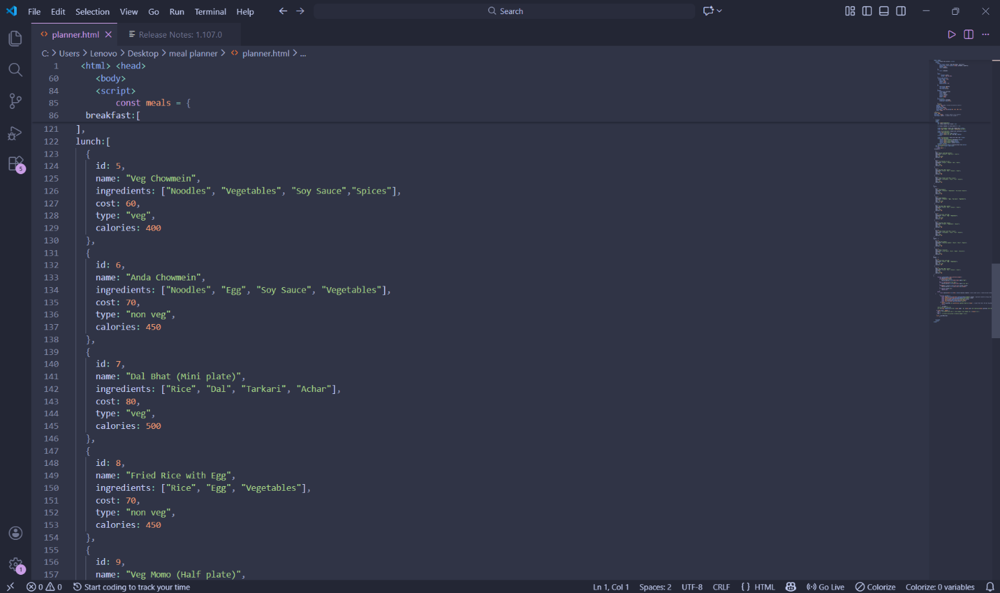 File Edit Selection View Go Run Terminal Help Search
planner.html Release Notes: 1.107.0
C: > Users > Lenovo > Desktop > meal planner > <> planner.html > ...
1 <html> <head>
60 <body>
84 <script>
85 const meals = {
86 breakfast:[
121 ],
122 lunch:[
123 {
124 id: 5,
125 name: "Veg Chowmein",
126 ingredients: ["Noodles", "Vegetables", "Soy Sauce","Spices"],
127 cost: 60,
128 type: "veg",
129 calories: 400
130 },
131 {
132 id: 6,
133 name: "Anda Chowmein",
134 ingredients: ["Noodles", "Egg", "Soy Sauce", "Vegetables"],
135 cost: 70,
136 type: "non veg",
137 calories: 450
138 },
139 {
140 id: 7,
141 name: "Dal Bhat (Mini plate)",
142 ingredients: ["Rice", "Dal", "Tarkari", "Achar"],
143 cost: 80,
144 type: "veg",
145 calories: 500
146 },
147 {
148 id: 8,
149 name: "Fried Rice with Egg",
150 ingredients: ["Rice", "Egg", "Vegetables"],
151 cost: 70,
152 type: "non veg",
153 calories: 450
154 },
155 {
156 id: 9,
157 name: "Veg Momo (Half plate)",
5
1
0 0 Start coding to track your time Ln 1, Col 1 Spaces: 2 UTF-8 CRLF { } HTML Go Live Colorize Colorize: 0 variables